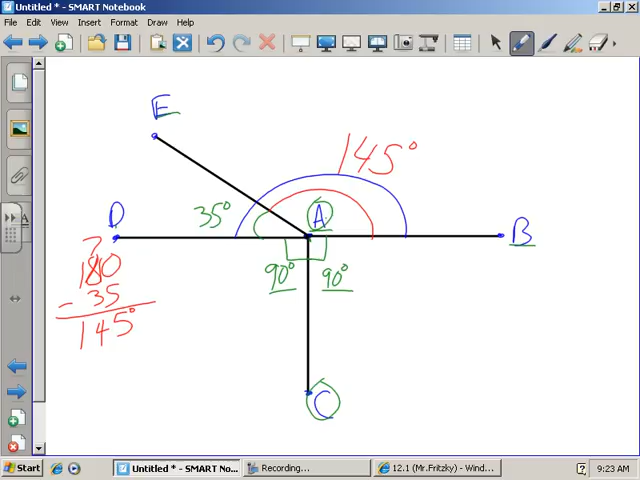 Untitled * - SMART Notebook
File Edit View Insert Format Draw Help
E
145°
35°
A
D
B
7
180
- 35
145°
90° 90°
C
Start
Untitled * - SMART No...
Recording...
12.1 (Mr.Fritzky) - Wind...
9:23 AM